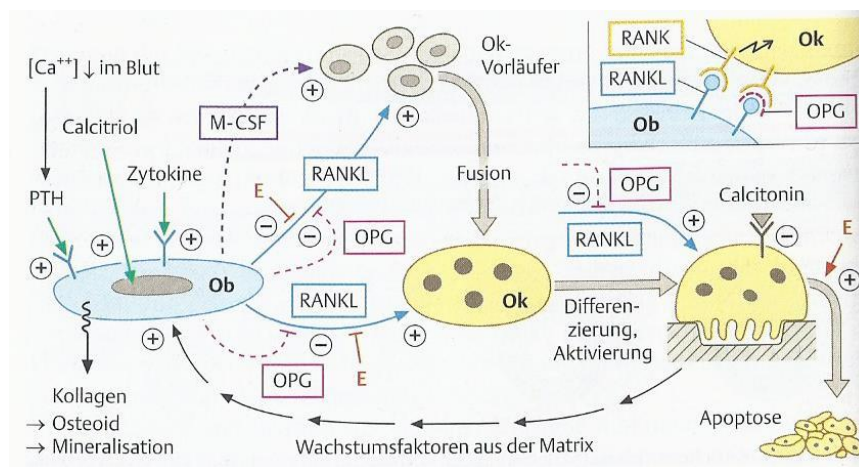 [Ca⁺⁺] ↓ im Blut
Calcitriol
Zytokine
PTH
M-CSF
Ok-
Vorläufer
RANKL
E
OPG
Fusion
Ob
RANKL
OPG
E
Ok
OPG
RANKL
Differen-
zierung,
Aktivierung
Calcitonin
E
Apoptose
Kollagen
→ Osteoid
→ Mineralisation
Wachstumsfaktoren aus der Matrix
RANK
Ok
RANKL
Ob
OPG